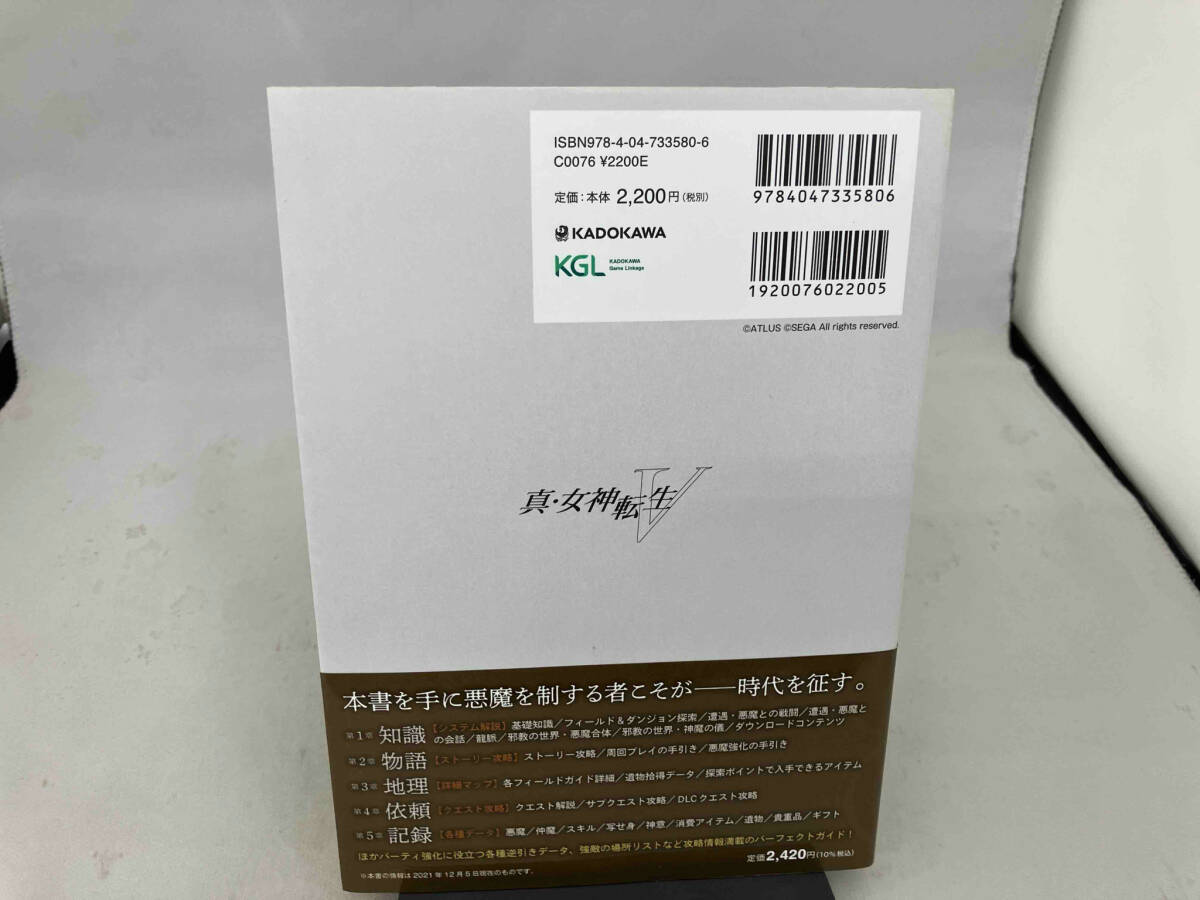 ISBN978-4-04-733580-6
C0076 ¥2200E
定価：本体 2,200円（税別）
KADOKAWA
KGL KADOKAWA Game Linkage
9784047335806
1920076022005
©ATLUS ©SEGA All rights reserved.
真・女神転生V
本書を手に悪魔を制する者こそが――時代を征す。
第1章 知識【システム解説】基礎知識／フィールド＆ダンジョン探索／遭遇・悪魔との戦闘／遭遇・悪魔と
の会話／龍脈／邪教の世界・悪魔合体／邪教の世界・神魔の儀／ダウンロードコンテンツ
第2章 物語【ストーリー攻略】ストーリー攻略／周回プレイの手引き／悪魔強化の手引き
第3章 地理【詳細マップ】各フィールドガイド詳細／遺物拾得データ／探索ポイントで入手できるアイテム
第4章 依頼【クエスト攻略】クエスト解説／サブクエスト攻略／DLCクエスト攻略
第5章 記録【各種データ】悪魔／仲魔／スキル／写せ身／神意／消費アイテム／遺物／貴重品／ギフト
ほかパーティ強化に役立つ各種逆引きデータ、強敵の場所リストなど攻略情報満載のパーフェクトガイド！
※本書の情報は2021年12月5日現在のものです。
定価2,420円（10％税込）